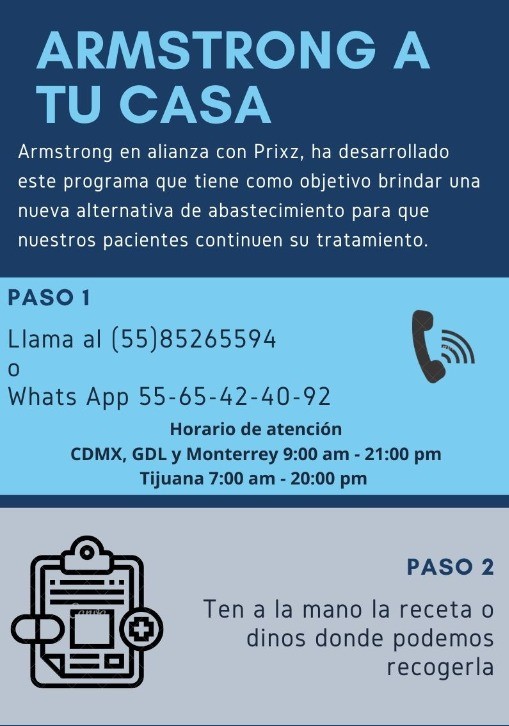 ARMSTRONG A
TU CASA
Armstrong en alianza con Prixz, ha desarrollado
este programa que tiene como objetivo brindar una
nueva alternativa de abastecimiento para que
nuestros pacientes continuen su tratamiento.
PASO 1
Llama al (55)85265594
o
Whats App 55-65-42-40-92
Horario de atención
CDMX, GDL y Monterrey 9:00 am - 21:00 pm
Tijuana 7:00 am - 20:00 pm
PASO 2
Ten a la mano la receta o
dinos donde podemos
recogerla
Canva